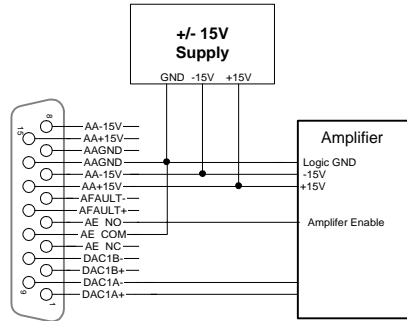 +/- 15V
Supply
GND -15V +15V
8
15
AA-15V
AA+15V
AAGND
AAGND
AA-15V
AA+15V
AFAULT-
AFAULT+
AE NO
AE COM
AE NC
DAC1B-
DAC1B+
DAC1A-
DAC1A+
9
1
Amplifier
Logic GND
-15V
+15V
Amplifer Enable